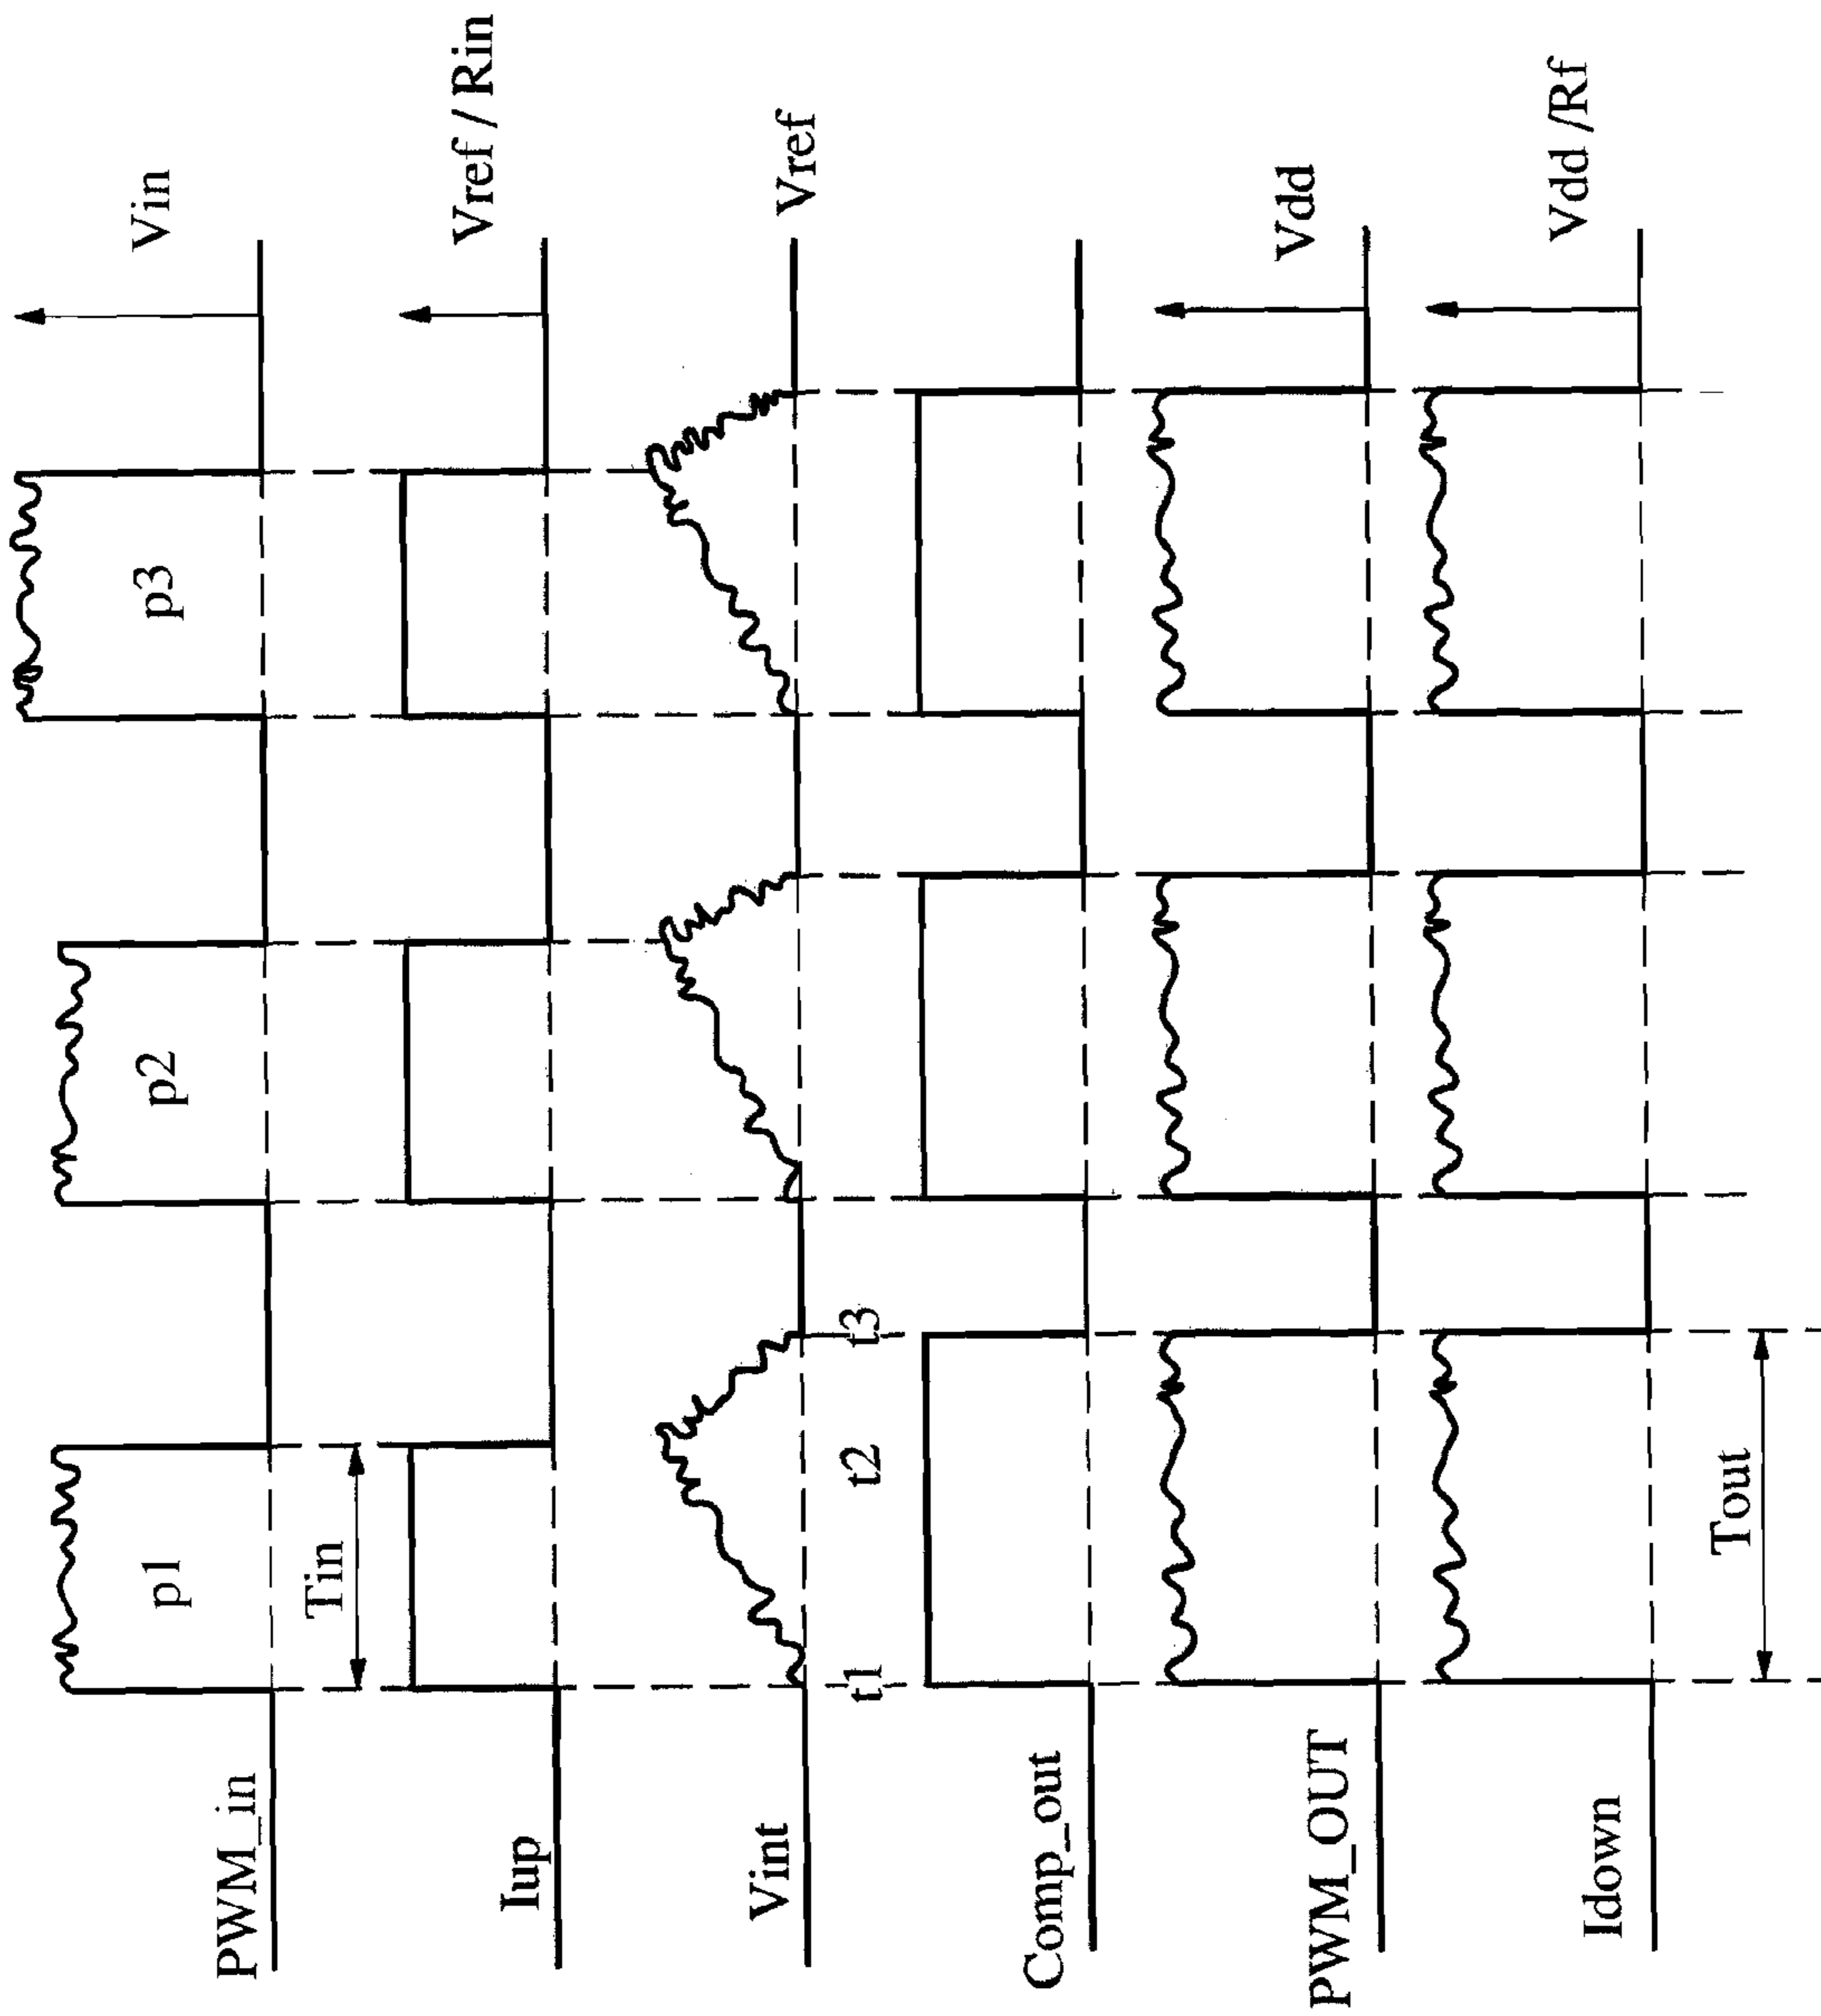 PWM_in
p1
p2
p3
Vin
Tin
Iup
Vref / Rin
Vint
Vref
t1
t2
t3
Comp_out
PWM_OUT
Vdd
Idown
Vdd /Rf
Tout